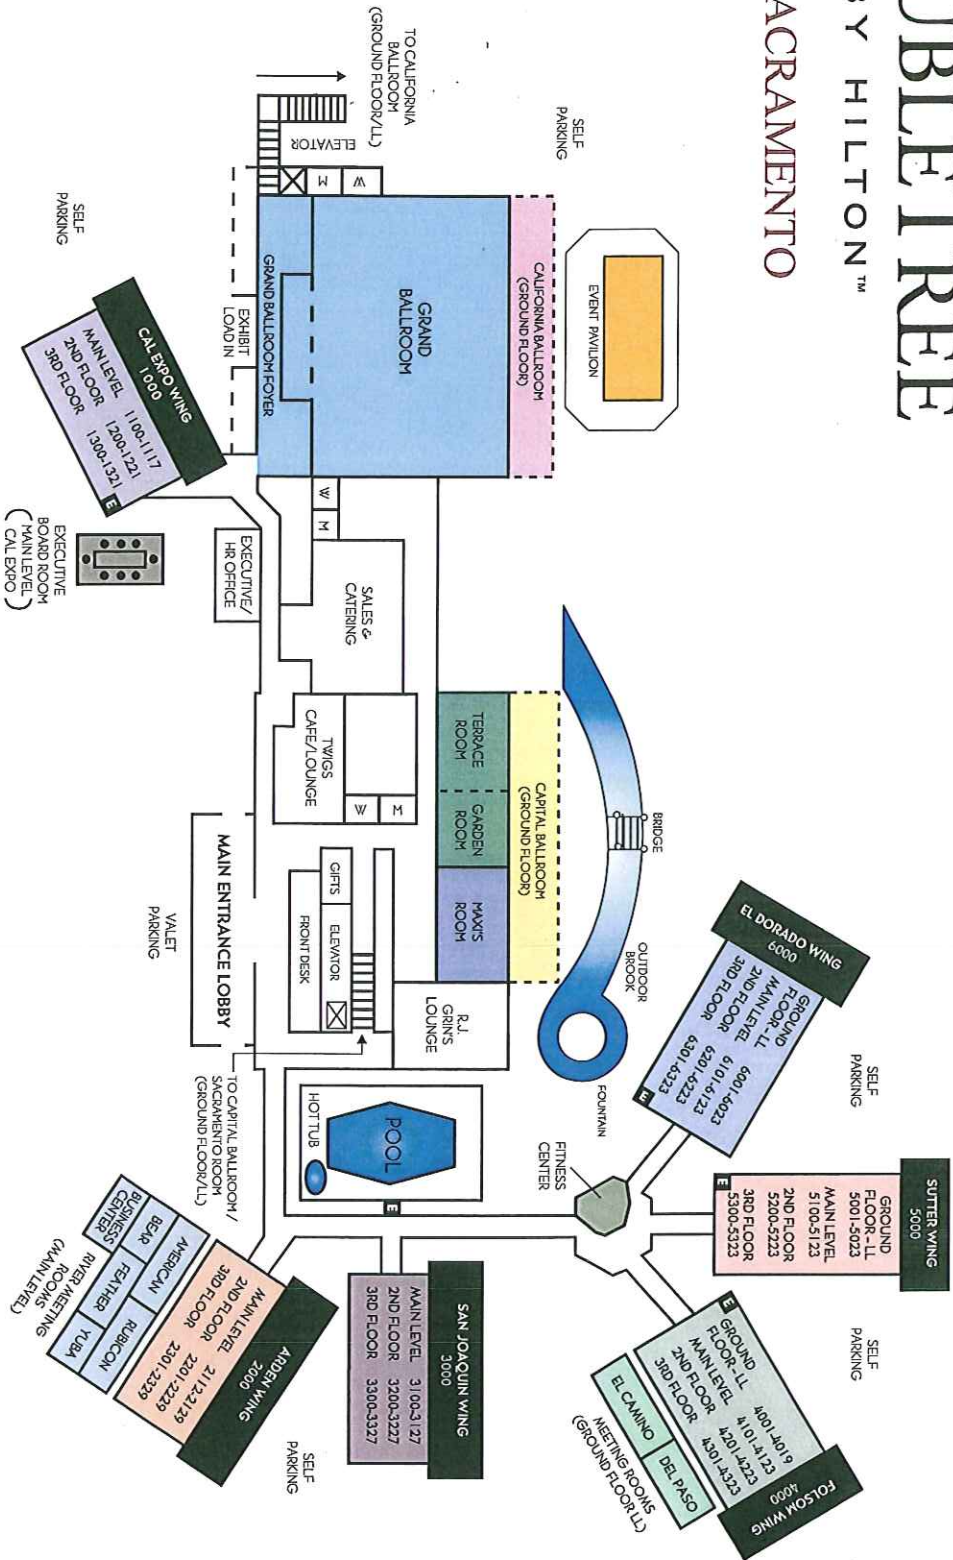 UBLETREE
BY HILTON™
ACRAMENTO
SELF
PARKING
TO CALIFORNIA
BALLROOM
(GROUND FLOOR/LL)
ELEVATOR
M
W
SELF
PARKING
EVENT PAVILION
CALIFORNIA BALLROOM
(GROUND FLOOR)
GRAND
BALLROOM
GRAND BALLROOM FOYER
EXHIBIT
LOAD IN
CAL EXPO WING
1000
MAIN LEVEL 1100-1117
2ND FLOOR 1200-1221
3RD FLOOR 1300-1321
E
EXECUTIVE
BOARD ROOM
(MAIN LEVEL
CAL EXPO)
W
M
EXECUTIVE/
HR OFFICE
SALES &
CATERING
TWIGS
CAFE/LOUNGE
W
M
TERRACE
ROOM
GARDEN
ROOM
MAXI'S
ROOM
CAPITAL BALLROOM
(GROUND FLOOR)
BRIDGE
OUTDOOR
BROOK
FOUNTAIN
MAIN ENTRANCE LOBBY
VALET
PARKING
GIFTS
ELEVATOR
FRONT DESK
R.J.
GRIN'S
LOUNGE
TO CAPITAL BALLROOM/
SACRAMENTO ROOM
(GROUND FLOOR/LL)
POOL
HOT TUB
E
FITNESS
CENTER
EL DORADO WING
6000
GROUND
FLOOR-LL 6001-6023
MAIN LEVEL 6101-6123
2ND FLOOR 6201-6223
3RD FLOOR 6301-6323
E
SELF
PARKING
SUTTER WING
5000
GROUND
FLOOR-LL
5001-5023
MAIN LEVEL
5100-5123
2ND FLOOR
5200-5223
3RD FLOOR
5300-5323
E
SELF
PARKING
FOLSOM WING
4000
GROUND
FLOOR-LL 4001-4019
MAIN LEVEL 4101-4123
2ND FLOOR 4201-4223
3RD FLOOR 4301-4323
E
EL CAMINO
DEL PASO
MEETING ROOMS
(GROUND FLOOR LL)
SAN JOAQUIN WING
3000
MAIN LEVEL 3100-3127
2ND FLOOR 3200-3227
3RD FLOOR 3300-3327
ARDEN WING
2000
MAIN LEVEL 2112-2129
2ND FLOOR 2201-2229
3RD FLOOR 2301-2329
AMERICAN
RUBICON
BUSINESS
CENTER
BEAR
FEATHER
YUBA
RIVER MEETING
ROOMS
(MAIN LEVEL)
SELF
PARKING